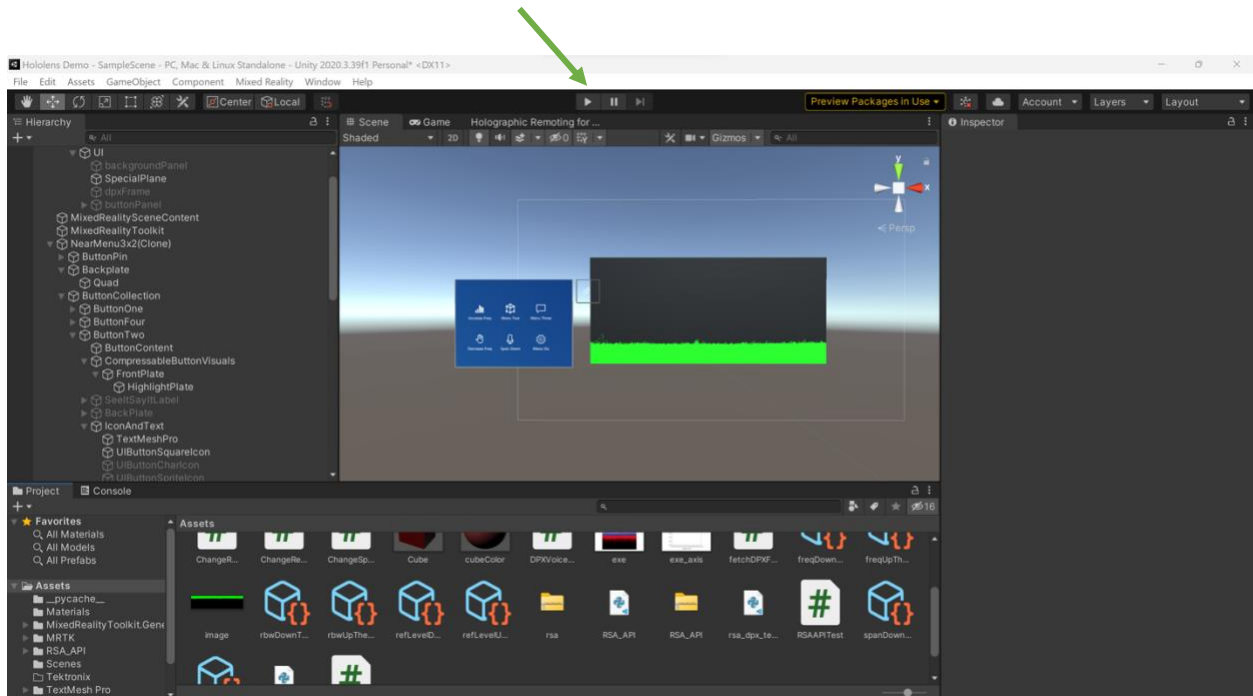 Hololens Demo - SampleScene - PC, Mac & Linux Standalone - Unity 2020.3.39f1 Personal* <DX11>
File Edit Assets GameObject Component Mixed Reality Window Help
Center Local Preview Packages in Use Account Layers Layout
Hierarchy
All
UI
backgroundPanel
SpecialPlane
dpxFrame
buttonPanel
MixedRealitySceneContent
MixedRealityToolkit
NearMenu3x2(Clone)
ButtonPin
Backplate
Quad
ButtonCollection
ButtonOne
ButtonFour
ButtonTwo
ButtonContent
CompressableButtonVisuals
FrontPlate
HighlightPlate
SeeItSayItLabel
BackPlate
IconAndText
TextMeshPro
UIButtonSquareIcon
UIButtonCharIcon
UIButtonSpriteIcon
Scene Game Holographic Remoting for ...
Shaded 2D 0 Gizmos All
y
x
Persp
Inspector
Project Console
16
Favorites
All Materials
All Models
All Prefabs
Assets
__pycache__
Materials
MixedRealityToolkit.Gene
MRTK
RSA_API
Scenes
Tektronix
TextMesh Pro
Assets
ChangeR... ChangeRe... ChangeSp... Cube cubeColor DPXVoice... exe exe_axis fetchDPXF... freqDown... freqUpTh...
image rbwDownT... rbwUpThe... refLevelD... refLevelU... rsa RSA_API RSA_API rsa_dpx_te... RSAAPITest spanDown...